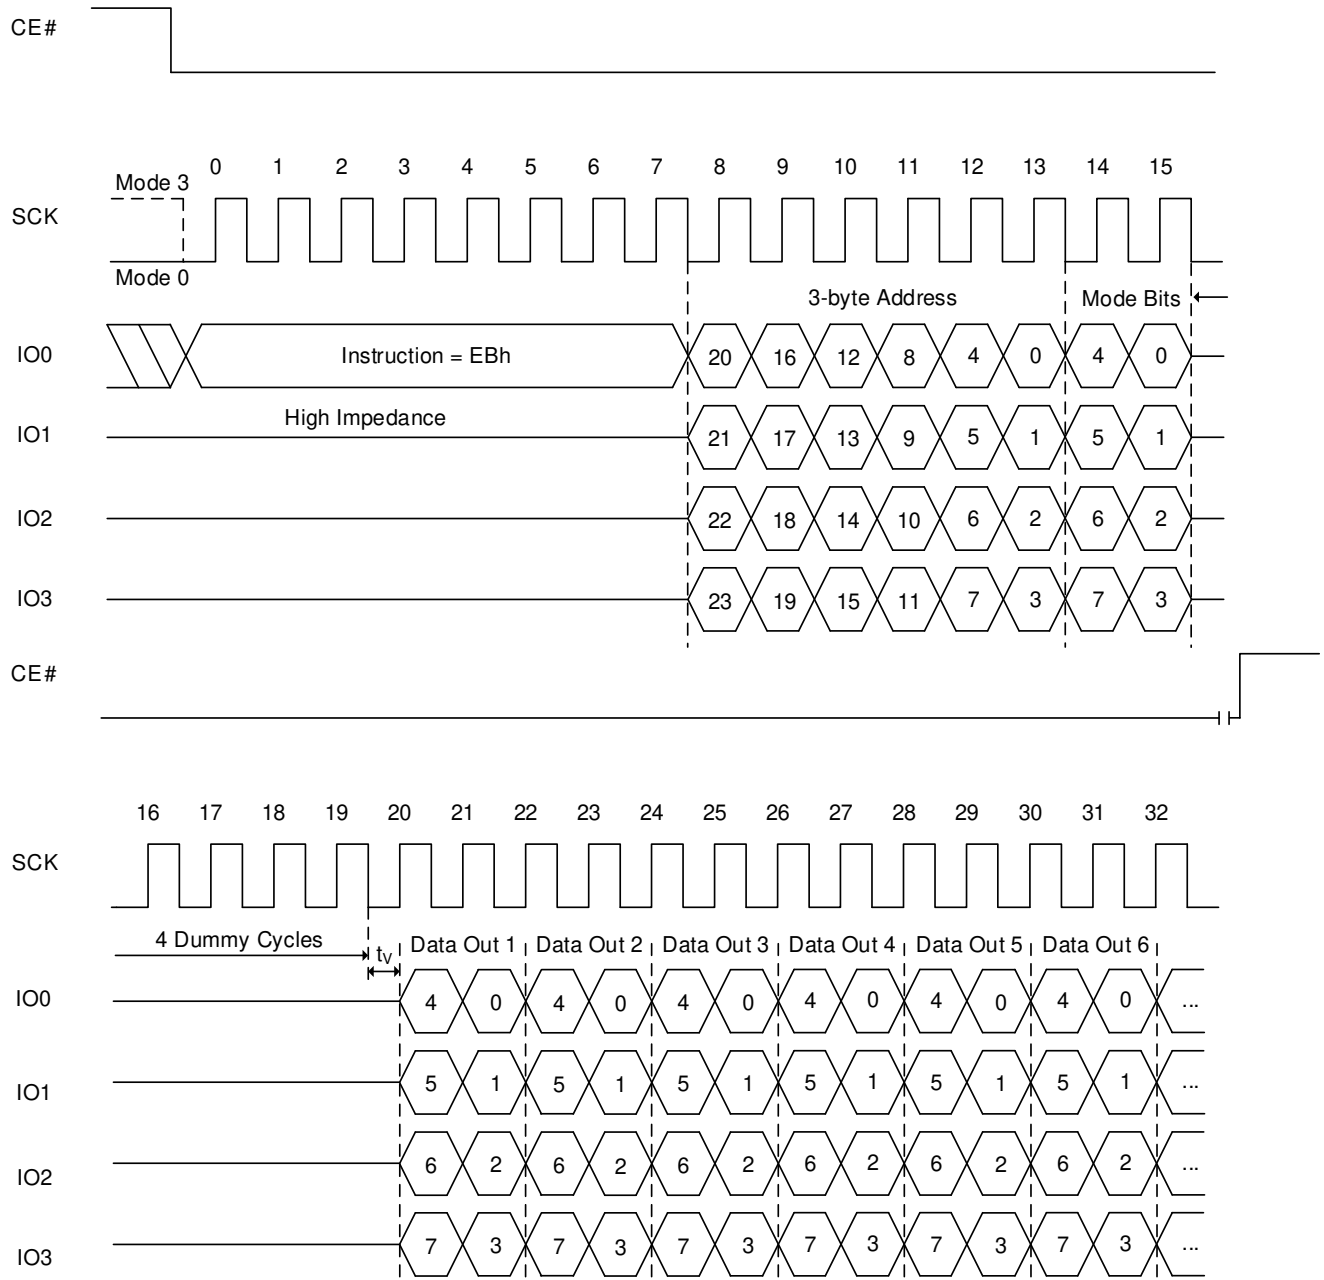 CE#
0 1 2 3 4 5 6 7 8 9 10 11 12 13 14 15
Mode 3
SCK
Mode 0
3-byte Address Mode Bits
IO0 Instruction = EBh 20 16 12 8 4 0 4 0
High Impedance
IO1 21 17 13 9 5 1 5 1
IO2 22 18 14 10 6 2 6 2
IO3 23 19 15 11 7 3 7 3
CE#
16 17 18 19 20 21 22 23 24 25 26 27 28 29 30 31 32
SCK
4 Dummy Cycles tV Data Out 1 Data Out 2 Data Out 3 Data Out 4 Data Out 5 Data Out 6
IO0 4 0 4 0 4 0 4 0 4 0 4 0 ...
IO1 5 1 5 1 5 1 5 1 5 1 5 1 ...
IO2 6 2 6 2 6 2 6 2 6 2 6 2 ...
IO3 7 3 7 3 7 3 7 3 7 3 7 3 ...